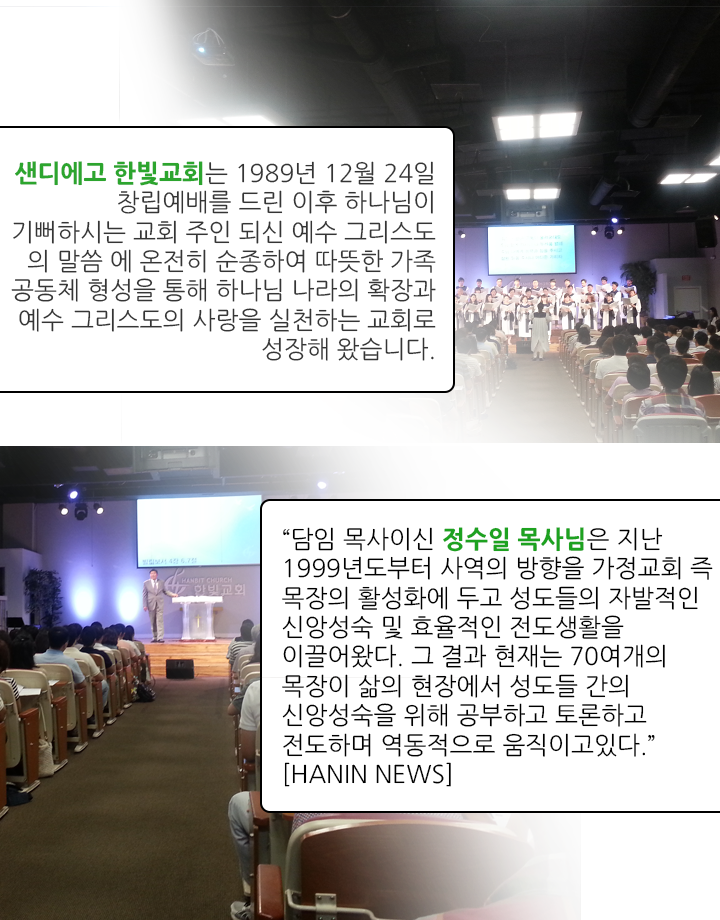 샌디에고 한빛교회는 1989년 12월 24일
창립예배를 드린 이후 하나님이
기뻐하시는 교회 주인 되신 예수 그리스도
의 말씀 에 온전히 순종하여 따뜻한 가족
공동체 형성을 통해 하나님 나라의 확장과
예수 그리스도의 사랑을 실천하는 교회로
성장해 왔습니다.
“담임 목사이신 정수일 목사님은 지난
1999년도부터 사역의 방향을 가정교회 즉
목장의 활성화에 두고 성도들의 자발적인
신앙성숙 및 효율적인 전도생활을
이끌어왔다. 그 결과 현재는 70여개의
목장이 삶의 현장에서 성도들 간의
신앙성숙을 위해 공부하고 토론하고
전도하며 역동적으로 움직이고있다.”
[HANIN NEWS]
HANBIT CHURCH
한빛교회